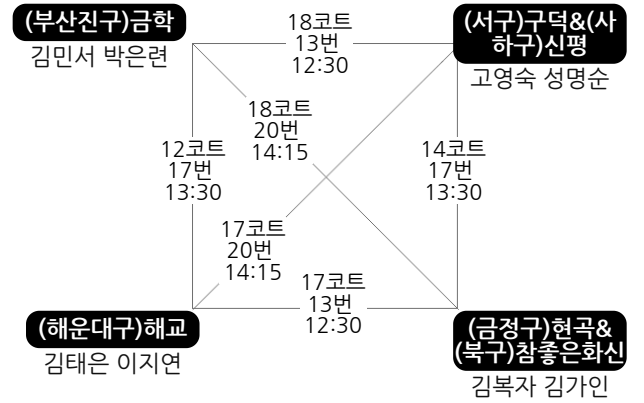 (부산진구)금학
김민서 박은련
18코트
13번
12:30
(서구)구덕&(사
하구)신평
고영숙 성명순
18코트
20번
14:15
12코트
17번
13:30
14코트
17번
13:30
17코트
20번
14:15
17코트
13번
12:30
(해운대구)해교
김태은 이지연
(금정구)현곡&
(북구)참좋은화신
김복자 김가인